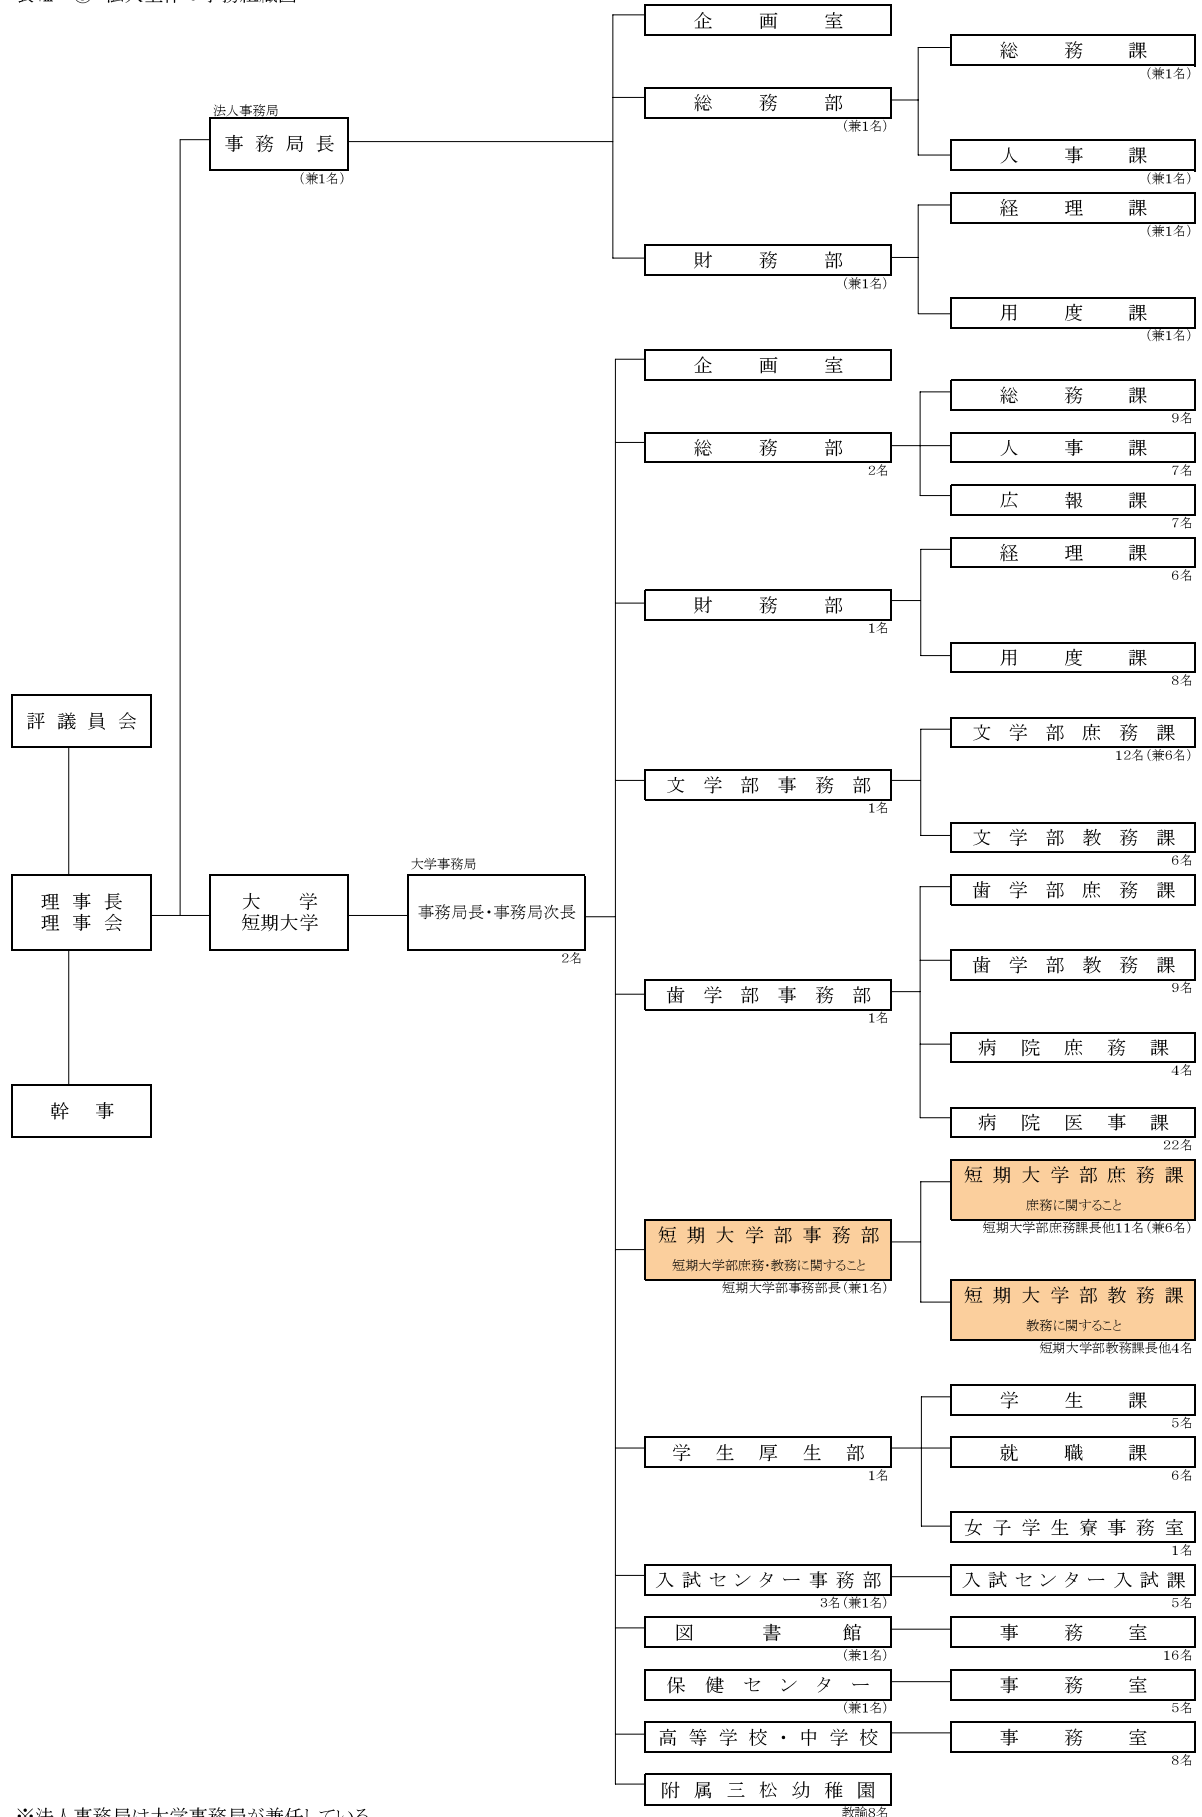 企画室
総務課
(兼1名)
総務部
(兼1名)
法人事務局
事務局長
(兼1名)
人事課
(兼1名)
経理課
(兼1名)
財務部
(兼1名)
用度課
(兼1名)
企画室
総務課
9名
総務部
2名
人事課
7名
広報課
7名
経理課
6名
財務部
1名
用度課
8名
評議員会
文学部庶務課
12名(兼6名)
文学部事務部
1名
文学部教務課
6名
理事長
理事会
大学
短期大学
大学事務局
事務局長・事務局次長
2名
歯学部庶務課
歯学部教務課
9名
歯学部事務部
1名
病院庶務課
4名
幹事
病院医事課
22名
短期大学部庶務課
庶務に関すること
短期大学部庶務課長他11名(兼6名)
短期大学部事務部
短期大学部庶務・教務に関すること
短期大学部事務部長(兼1名)
短期大学部教務課
教務に関すること
短期大学部教務課長他4名
学生課
5名
学生厚生部
1名
就職課
6名
女子学生寮事務室
1名
入試センター事務部
3名(兼1名)
入試センター入試課
5名
図書館
(兼1名)
事務室
16名
保健センター
(兼1名)
事務室
5名
高等学校・中学校
事務室
8名
附属三松幼稚園
教諭8名
※法人事務局は大学事務局が兼任している